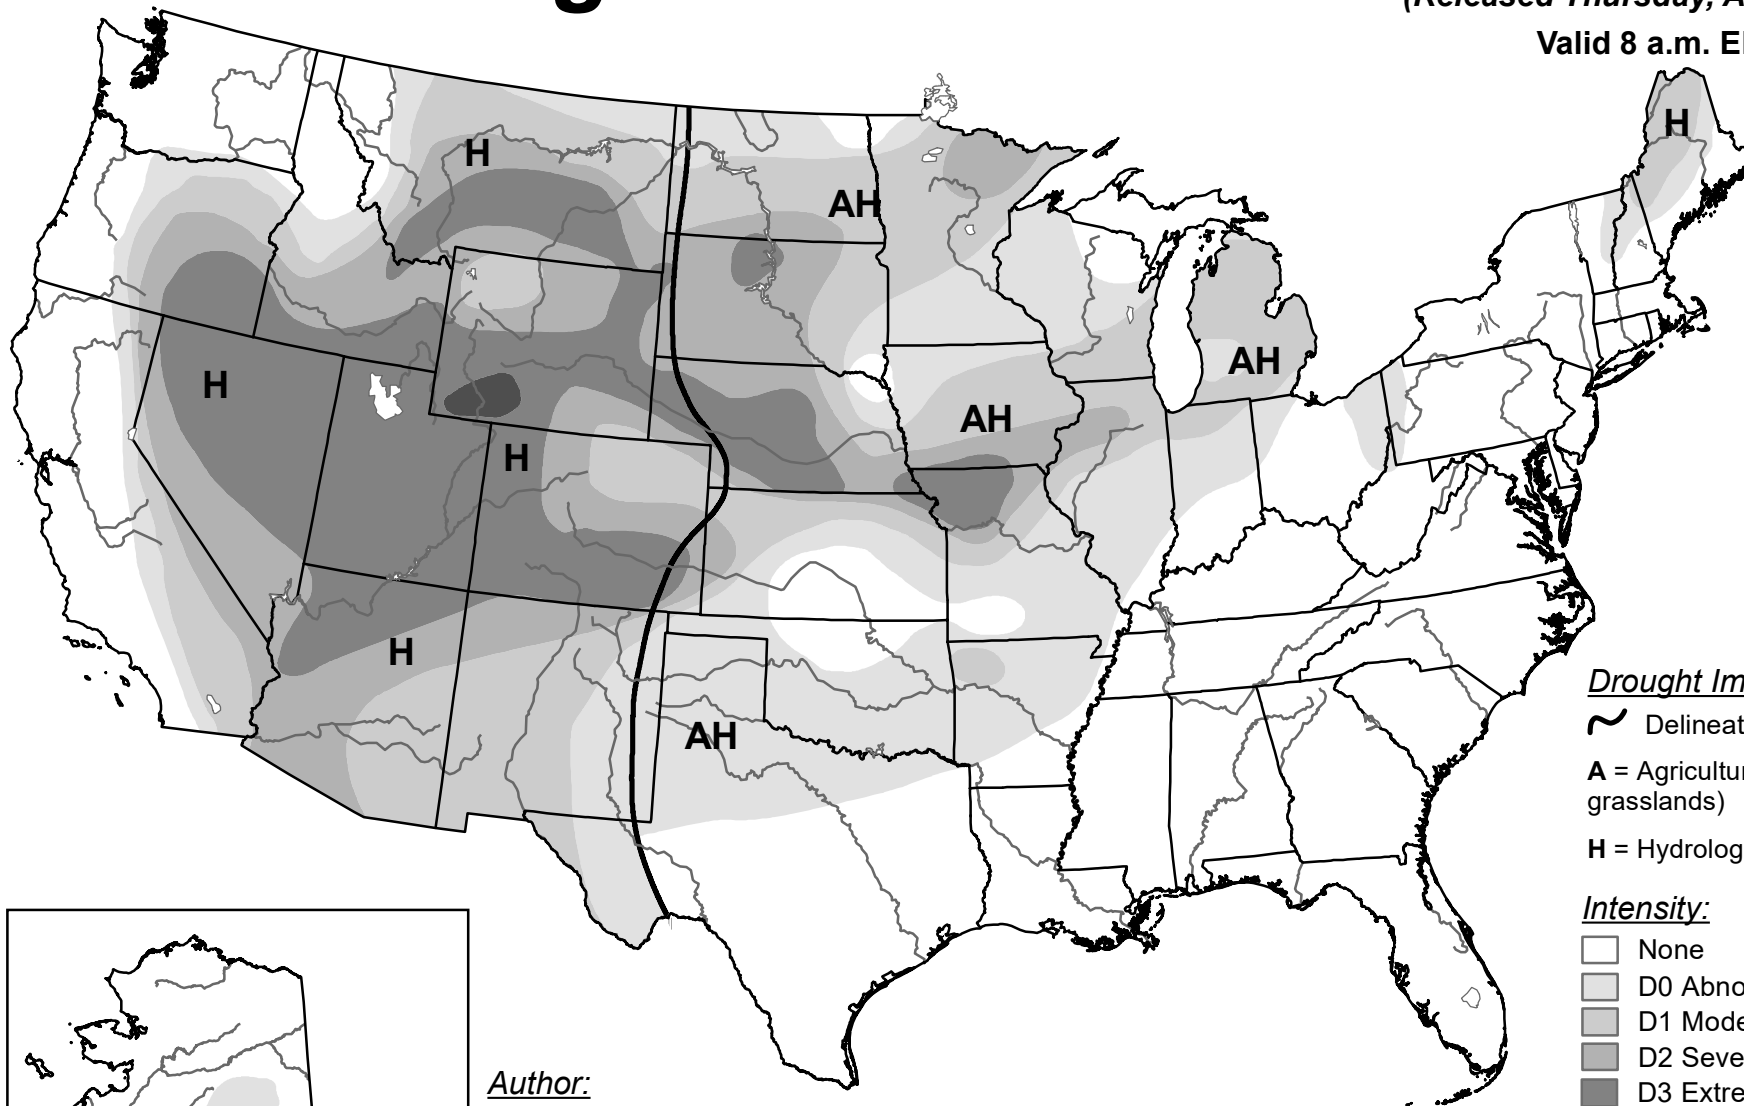 (Released Thursday, A
Valid 8 a.m. E
H
H
AH
H
AH
AH
H
H
AH
Drought Im
Delineat
A = Agricultur
grasslands)
H = Hydrolog
Intensity:
None
D0 Abno
D1 Mode
D2 Seve
D3 Extre
Author: